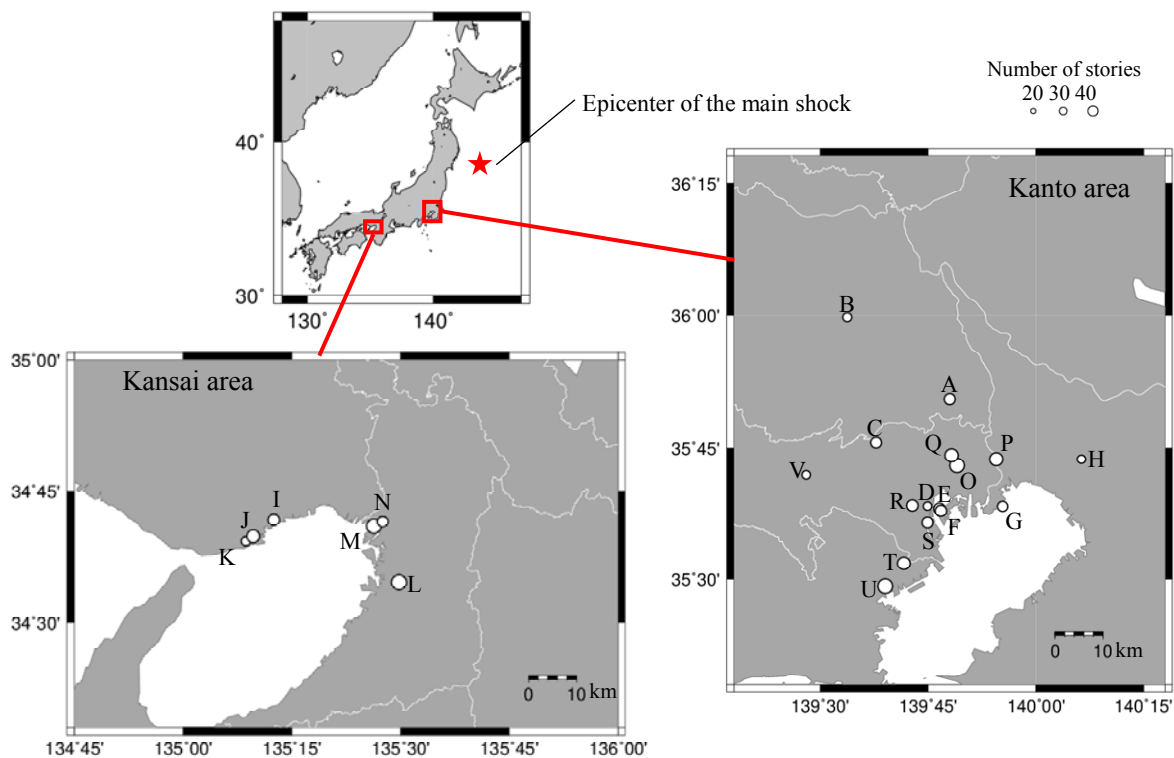 Number of stories
20 30 40
Epicenter of the main shock
40˚
30˚
130˚ 140˚
Kanto area
36˚15'
36˚00'
35˚45'
35˚30'
B
A
C
Q
P
H
V
O
R
D
E
G
F
S
T
U
0 10 km
139˚30' 139˚45' 140˚00' 140˚15'
Kansai area
35˚00'
34˚45'
34˚30'
N
I
J
M
K
L
0 10 km
134˚45' 135˚00' 135˚15' 135˚30' 135˚45' 136˚00'